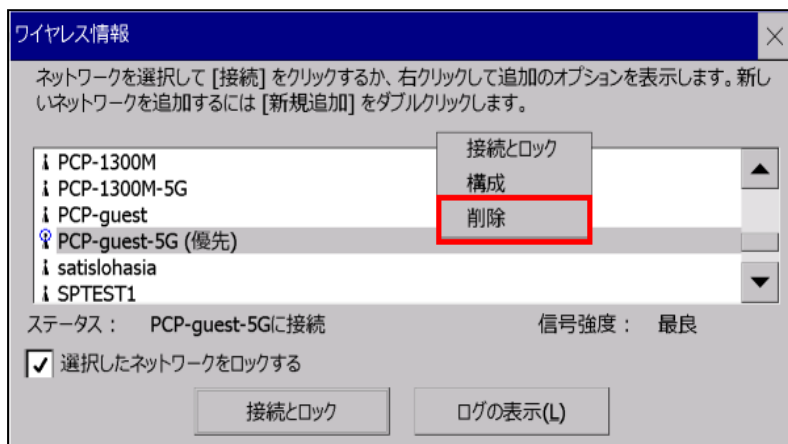 ワイヤレス情報
ネットワークを選択して [接続] をクリックするか、右クリックして追加のオプションを表示します。新し
いネットワークを追加するには [新規追加] をダブルクリックします。
PCP-1300M
PCP-1300M-5G
PCP-guest
PCP-guest-5G (優先)
satislohasia
SPTEST1
接続とロック
構成
削除
ステータス： PCP-guest-5Gに接続 信号強度： 最良
選択したネットワークをロックする
接続とロック ログの表示(L)